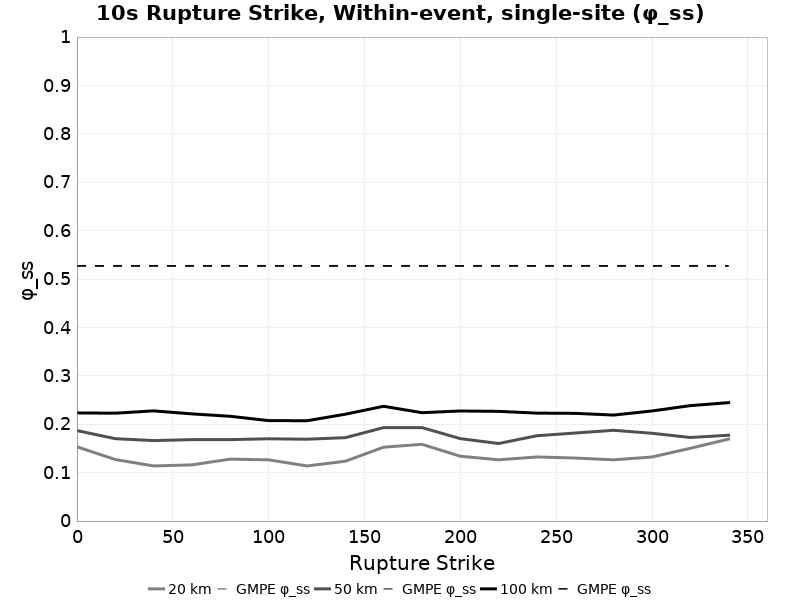 10s Rupture Strike, Within-event, single-site (φ_ss)
φ_ss
1
0.9
0.8
0.7
0.6
0.5
0.4
0.3
0.2
0.1
0
0 50 100 150 200 250 300 350
Rupture Strike
20 km GMPE φ_ss 50 km GMPE φ_ss 100 km GMPE φ_ss